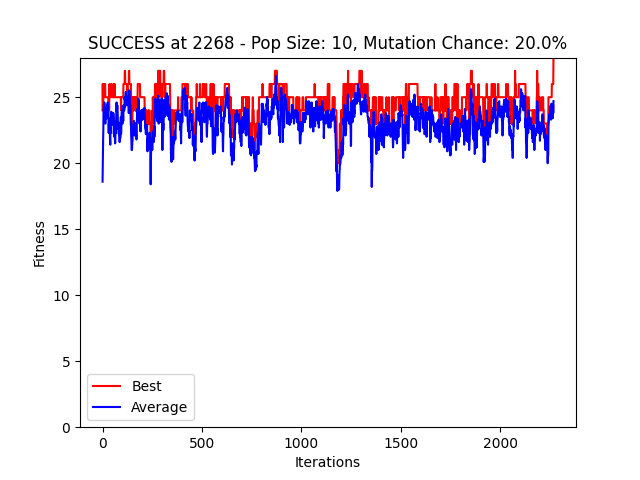 SUCCESS at 2268 - Pop Size: 10, Mutation Chance: 20.0%
25
20
15
10
5
0
Fitness
Best
Average
0 500 1000 1500 2000
Iterations